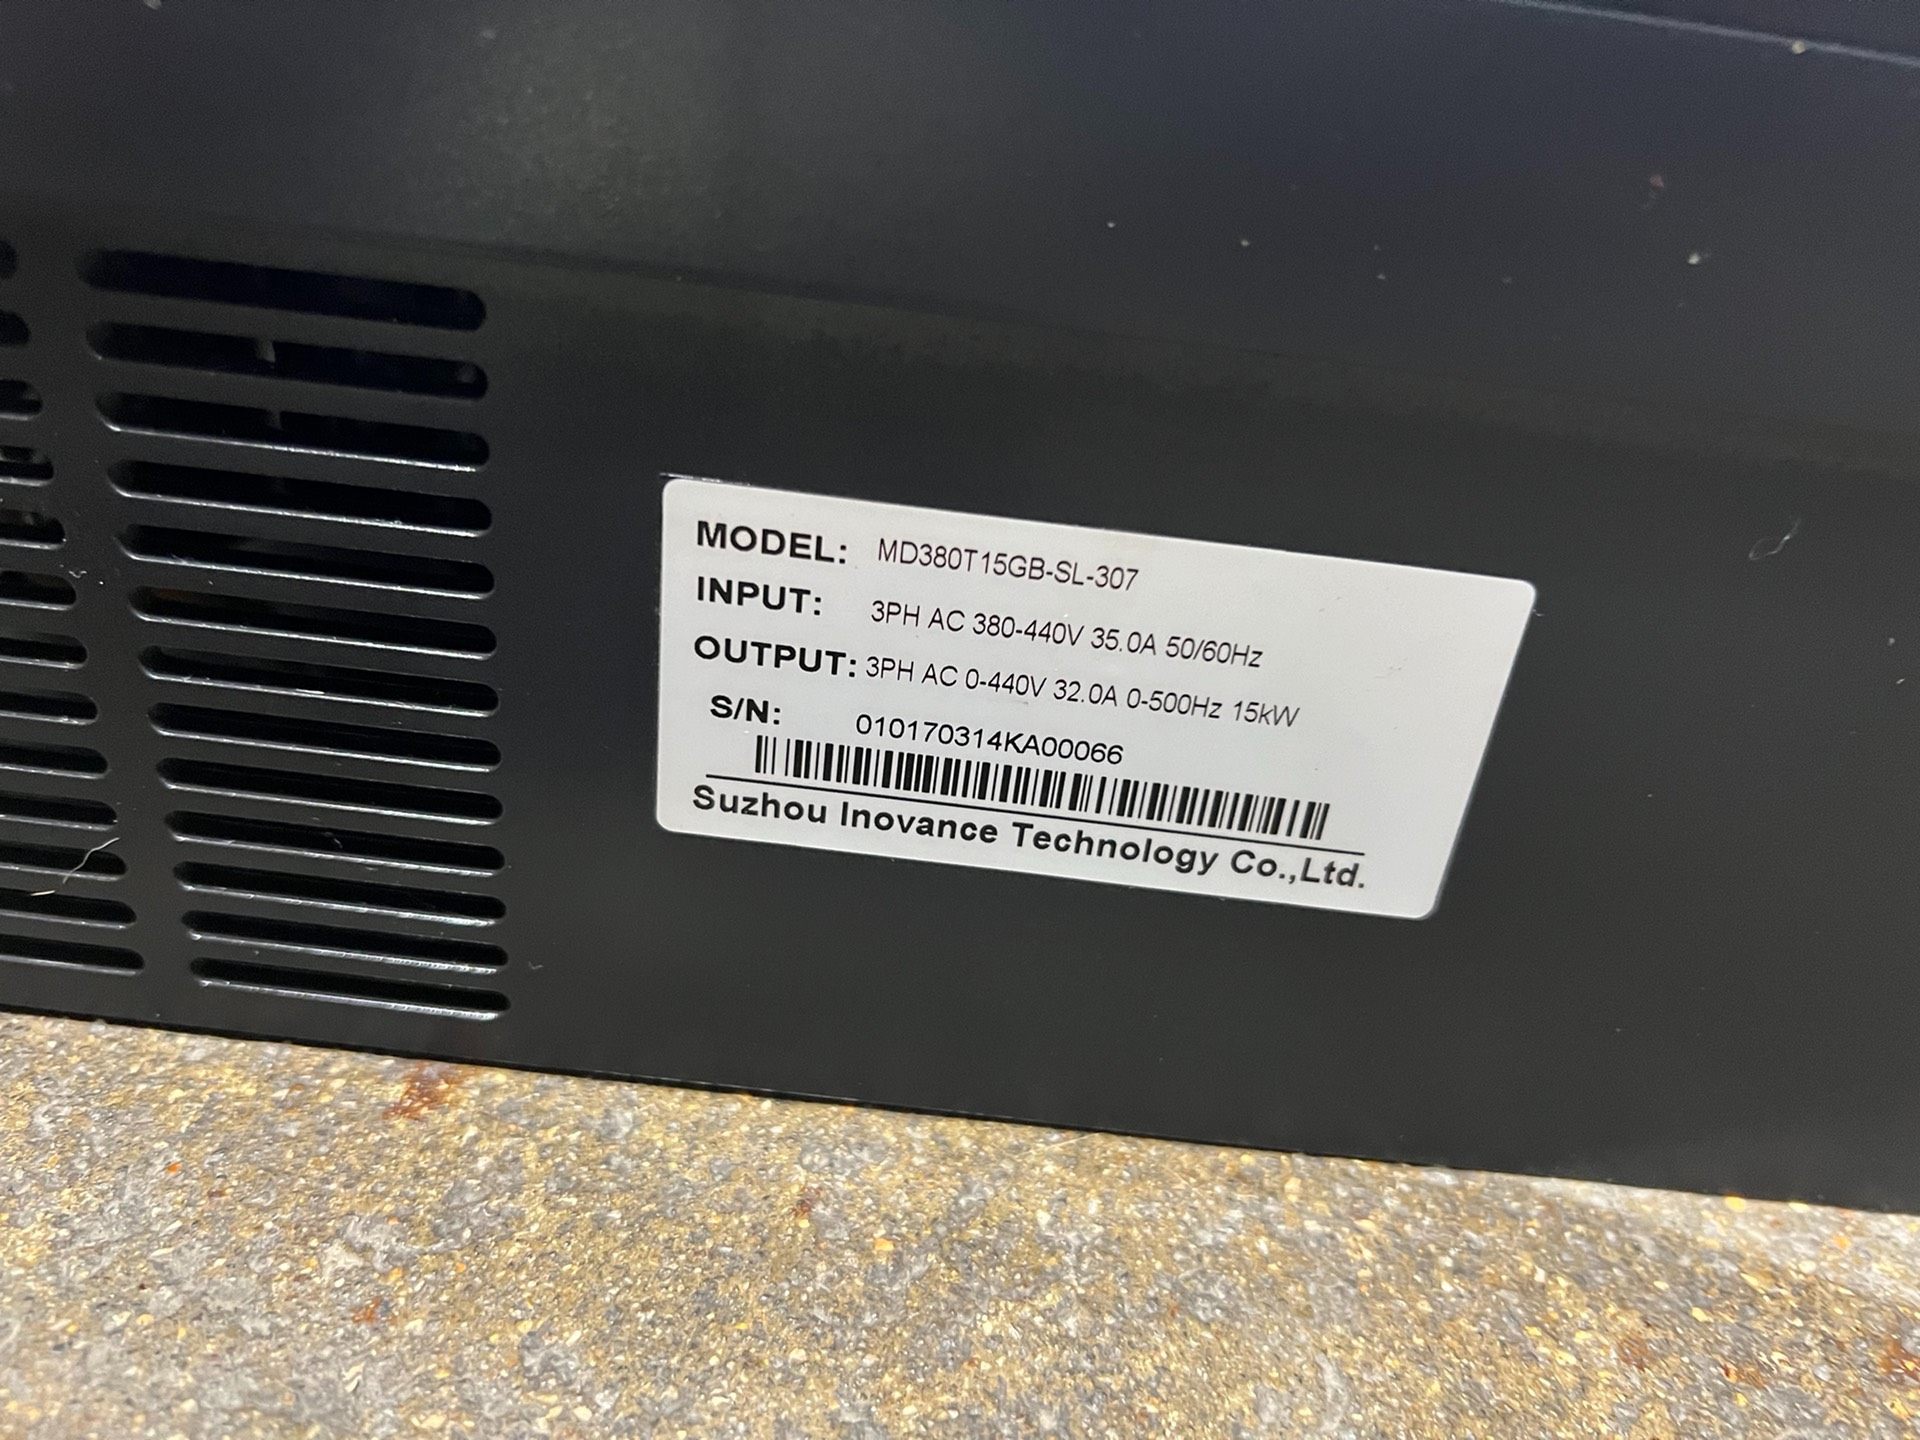 MODEL: MD380T15GB-SL-307
INPUT: 3PH AC 380-440V 35.0A 50/60Hz
OUTPUT: 3PH AC 0-440V 32.0A 0-500Hz 15kW
S/N: 010170314KA00066
Suzhou Inovance Technology Co.,Ltd.